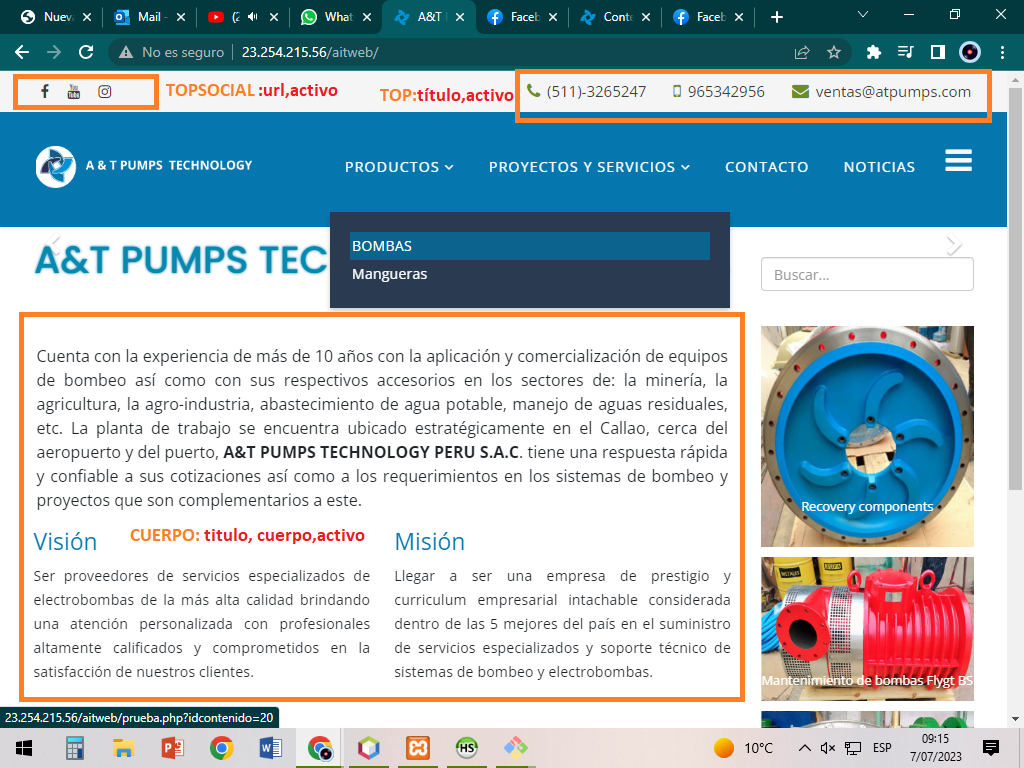 Nueva
Mail -
(2
What
A&T
Faceb
Conte
Faceb
No es seguro
23.254.215.56/aitweb/
TOPSOCIAL :url,activo
TOP:título,activo
(511)-3265247
965342956
ventas@atpumps.com
A & T PUMPS TECHNOLOGY
PRODUCTOS
PROYECTOS Y SERVICIOS
CONTACTO
NOTICIAS
A&T PUMPS TEC
BOMBAS
Mangueras
Buscar...
Cuenta con la experiencia de más de 10 años con la aplicación y comercialización de equipos
de bombeo así como con sus respectivos accesorios en los sectores de: la minería, la
agricultura, la agro-industria, abastecimiento de agua potable, manejo de aguas residuales,
etc. La planta de trabajo se encuentra ubicado estratégicamente en el Callao, cerca del
aeropuerto y del puerto, A&T PUMPS TECHNOLOGY PERU S.A.C. tiene una respuesta rápida
y confiable a sus cotizaciones así como a los requerimientos en los sistemas de bombeo y
proyectos que son complementarios a este.
Visión
CUERPO: titulo, cuerpo,activo
Misión
Ser proveedores de servicios especializados de
electrobombas de la más alta calidad brindando
una atención personalizada con profesionales
altamente calificados y comprometidos en la
satisfacción de nuestros clientes.
Llegar a ser una empresa de prestigio y
curriculum empresarial intachable considerada
dentro de las 5 mejores del país en el suministro
de servicios especializados y soporte técnico de
sistemas de bombeo y electrobombas.
Recovery components
Mantenimiento de bombas Flygt BS
23.254.215.56/aitweb/prueba.php?idcontenido=20
10°C
ESP
09:15
7/07/2023